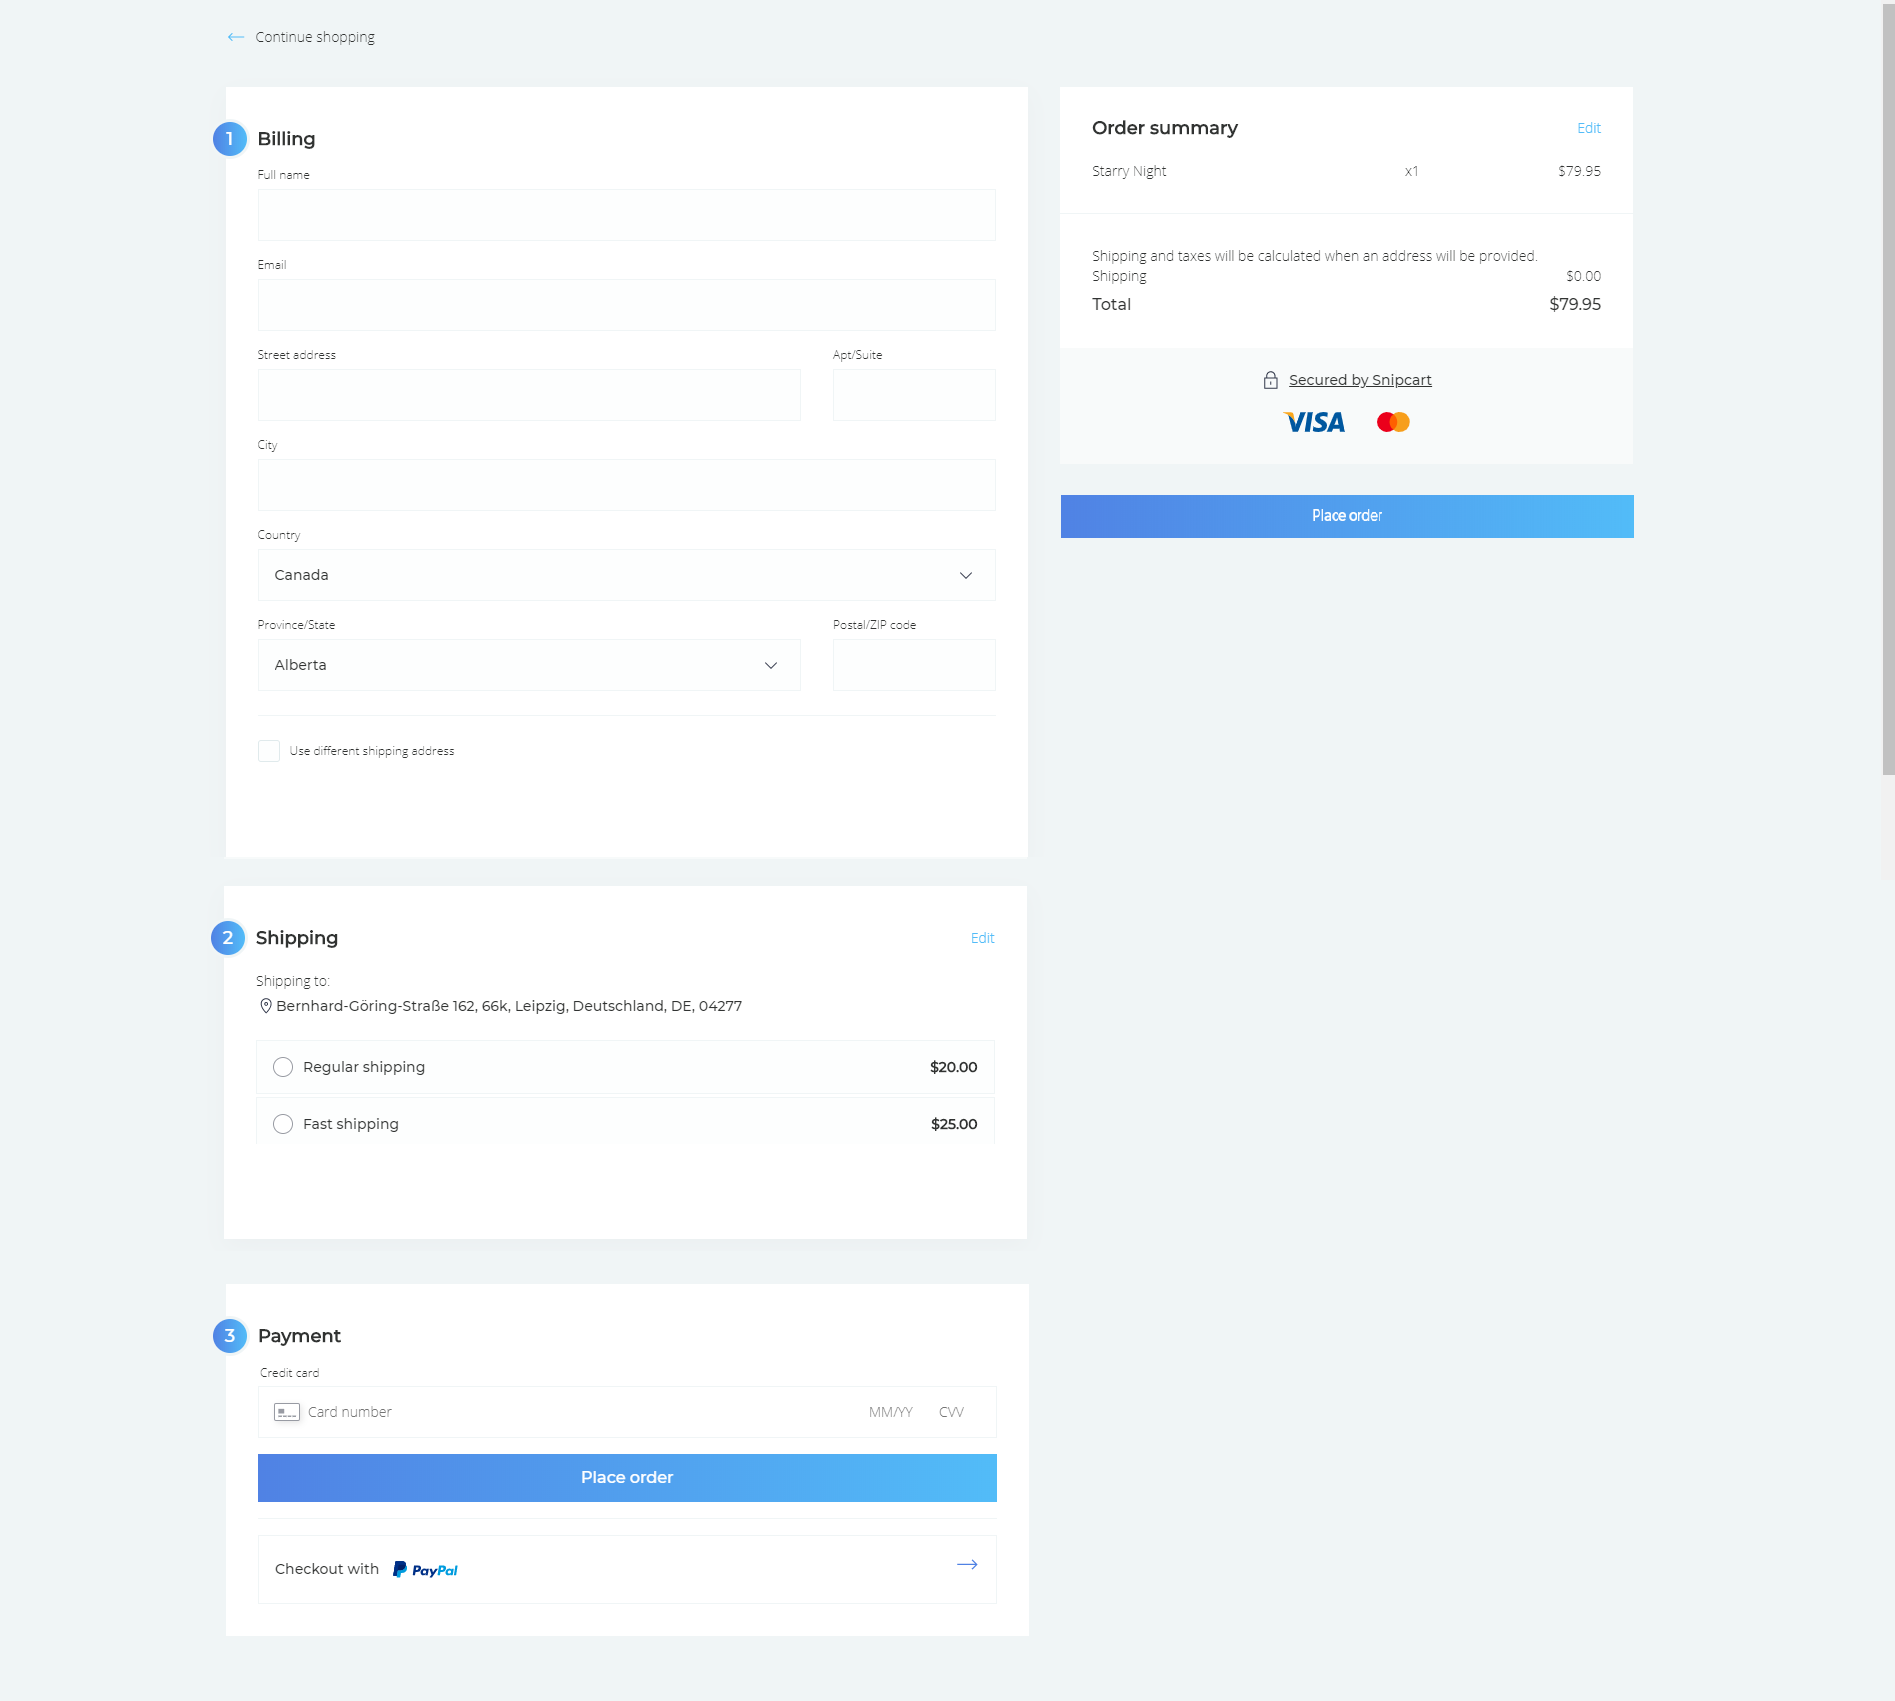 Continue shopping
1 Billing
Full name
Email
Street address Apt/Suite
City
Country
Canada
Province/State Postal/ZIP code
Alberta
Use different shipping address
Order summary Edit
Starry Night x1 $79.95
Shipping and taxes will be calculated when an address will be provided.
Shipping $0.00
Total $79.95
Secured by Snipcart
VISA
Place order
2 Shipping Edit
Shipping to:
Bernhard-Göring-Straße 162, 66k, Leipzig, Deutschland, DE, 04277
Regular shipping $20.00
Fast shipping $25.00
3 Payment
Credit card
Card number MM/YY CVV
Place order
Checkout with PayPal